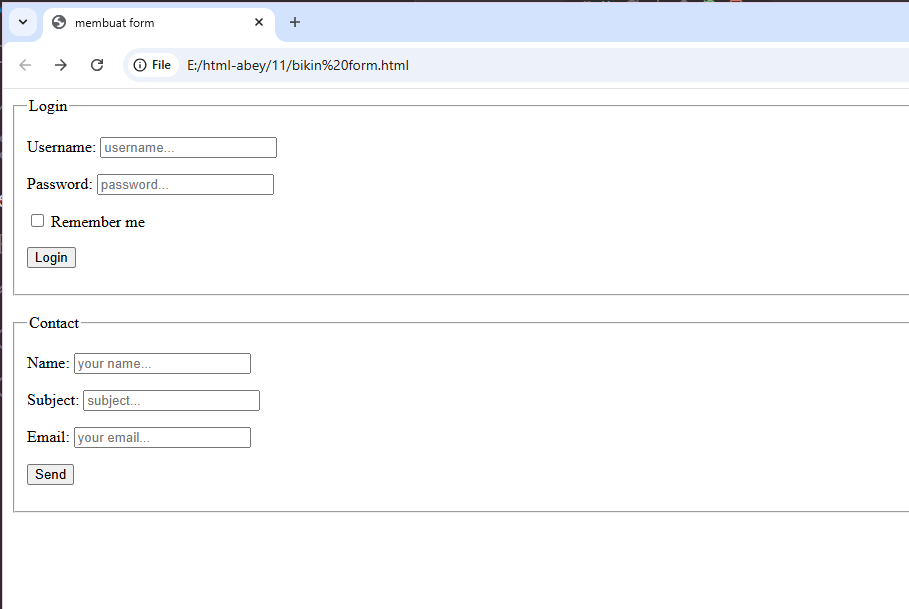 membuat form
File E:/html-abey/11/bikin%20form.html
Login
Username: username...
Password: password...
Remember me
Login
Contact
Name: your name...
Subject: subject...
Email: your email...
Send